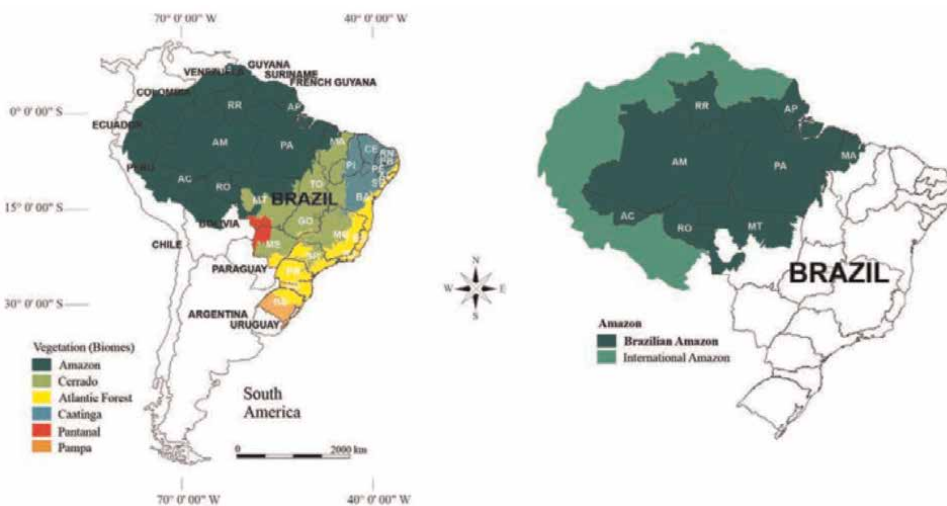 70° 0' 00" W
40° 0' 00" W
GUYANA
VENEZUELA
SURINAME
FRENCH GUYANA
COLOMBIA
RR
AP
0° 0' 00" S
ECUADOR
AM
PA
MA
CE
RN
PI
PERU
AC
RO
TO
BA
MT
BRAZIL
15° 0' 00" S
BOLIVIA
GO
MG
CHILE
MS
PARAGUAY
PR
30° 0' 00" S
ARGENTINA
RS
URUGUAY
Vegetation (Biomes)
Amazon
Cerrado
Atlantic Forest
Caatinga
Pantanal
Pampa
South
America
0 2000 km
70° 0' 00" W
40° 0' 00" W
N
W E
S
RR
AP
AM
PA
MA
AC
RO
MT
BRAZIL
Amazon
Brazilian Amazon
International Amazon